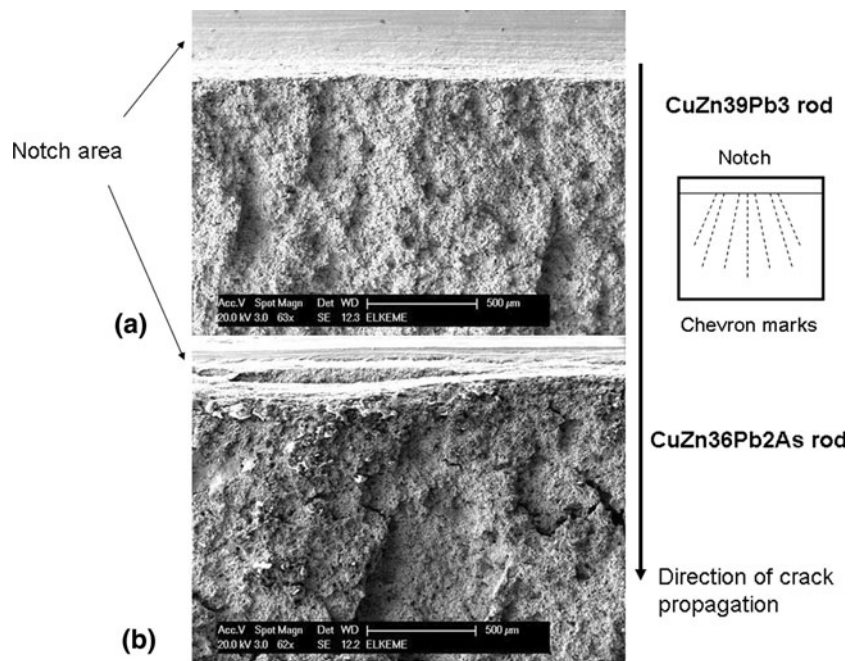 Notch area
CuZn39Pb3 rod
Notch
Chevron marks
Acc.V Spot Magn Det WD 500 µm
20.0 kV 3.0 63x SE 12.3 ELKEME
(a)
CuZn36Pb2As rod
Direction of crack
propagation
Acc.V Spot Magn Det WD 500 µm
20.0 kV 3.0 62x SE 12.2 ELKEME
(b)